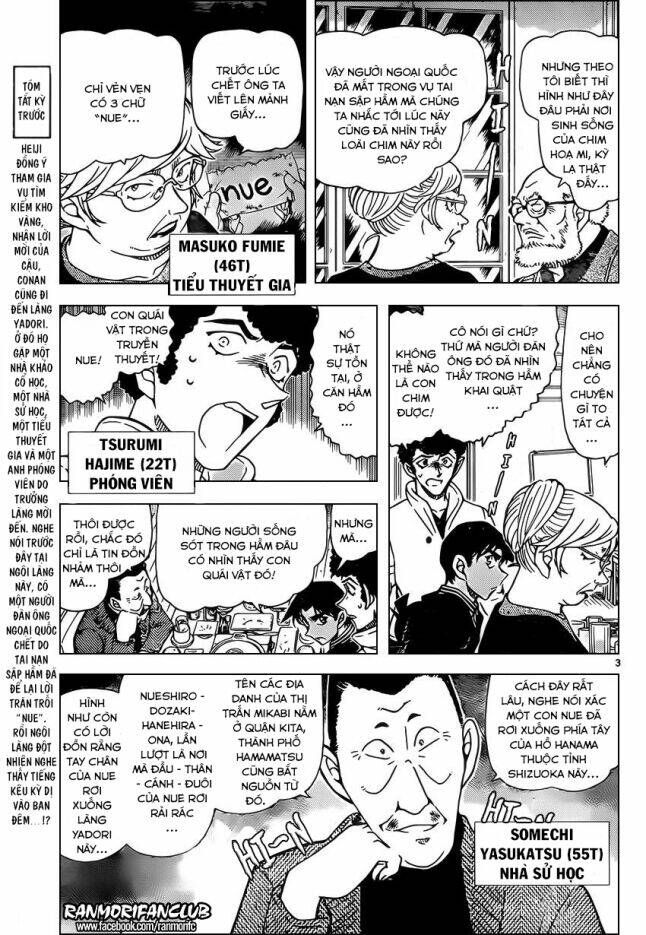 TÓM
TẮT KỲ
TRƯỚC
HEIJI
ĐỒNG Ý
THAM GIA
VỤ TÌM
KIẾM KHO
VÀNG,
NHẬN LỜI
MỜI CỦA
CẬU,
CONAN
CŨNG ĐI
ĐẾN LÀNG
YADORI.
Ở ĐÓ HỌ
GẶP MỘT
NHÀ KHẢO
CỔ HỌC,
MỘT NHÀ
SỬ HỌC,
MỘT TIỂU
THUYẾT
GIA VÀ MỘT
ANH PHÓNG
VIÊN DO
TRƯỞNG
LÀNG MỜI
ĐẾN. NGHE
NÓI TRƯỚC
ĐÂY TẠI
NGÔI LÀNG
NÀY, CÓ
MỘT NGƯỜI
ĐÀN ÔNG
NGOẠI QUỐC
CHẾT DO
TAI NẠN
SẬP HẦM ĐÃ
ĐỂ LẠI LỜI
TRĂN TRỐI
"NUE".
RỒI NGÔI
LÀNG ĐỘT
NHIÊN NGHE
THẤY TIẾNG
KÊU KỲ DỊ
VÀO BAN
ĐÊM...!?
NHƯNG THEO
TÔI BIẾT THÌ
HÌNH NHƯ ĐÂY
ĐÂU PHẢI NƠI
SINH SỐNG
CỦA CHIM
HOẠ MI, KỲ
LẠ THẬT
ĐẤY...
VẬY NGƯỜI NGOẠI QUỐC
ĐÃ MẤT TRONG VỤ TAI
NẠN SẬP HẦM MÀ CHÚNG
TA NHẮC TỚI LÚC NÀY
CŨNG ĐÃ NHÌN THẤY
LOÀI CHIM NÀY RỒI
SAO?
TRƯỚC LÚC
CHẾT ÔNG TA
VIẾT LÊN MẢNH
GIẤY...
CHỈ VẺN VẸN
CÓ 3 CHỮ
"NUE"...
nue
MASUKO FUMIE
(46T)
TIỂU THUYẾT GIA
CHO
NÊN
CHẲNG
CÓ
CHUYỆN
GÌ TO
TÁT CẢ
...
CÔ NÓI GÌ CHỨ?
THỨ MÀ NGƯỜI ĐÀN
ÔNG ĐÓ ĐÃ NHÌN
THẤY TRONG HẦM
KHAI QUẬT
...
KHÔNG
THỂ NÀO
LÀ CON
CHIM
ĐƯỢC!
NÓ
THẬT
SỰ TỒN
TẠI, Ở
CĂN HẦM
ĐÓ
...
CON QUÁI
VẬT TRONG
TRUYỀN
THUYẾT!
NUE!
TSURUMI
HAJIME (22T)
PHÓNG VIÊN
NHƯNG
MÀ...
NHỮNG NGƯỜI SỐNG
SÓT TRONG HẦM ĐÂU
CÓ NHÌN THẤY CON
QUÁI VẬT ĐÓ!
THÔI ĐƯỢC
RỒI, CHẮC ĐÓ
CHỈ LÀ TIN ĐỒN
NHẢM THÔI
MÀ...
3
CÁCH ĐÂY RẤT
LÂU, NGHE NÓI XÁC
MỘT CON NUE ĐÃ
RƠI XUỐNG PHÍA TÂY
CỦA HỒ HANAMA
THUỘC TỈNH
SHIZUOKA NÀY...
TÊN CÁC ĐỊA
DANH CỦA THỊ
TRẤN MIKABI NẰM
Ở QUẬN KITA,
THÀNH PHỐ
HAMAMATSU
CŨNG BẤT
NGUỒN TỪ
ĐÓ.
NUESHIRO -
DOZAKI-
HANEHIRA-
-ONA, LẦN
LƯỢT LÀ NƠI
MÀ ĐẦU - THÂN
- CÁNH - ĐUÔI
CỦA NUE RƠI
RẢI RÁC
...
HÌNH
NHƯ CÒN
CÓ LỜI
ĐỒN RẰNG
TAY CHÂN
CỦA NUE
RƠI
XUỐNG
LÀNG
YADORI
NÀY...
SOMECHI
YASUKATSU (55T)
NHÀ SỬ HỌC
RANMORIFANCLUB
www.facebook.com/ranmorifc